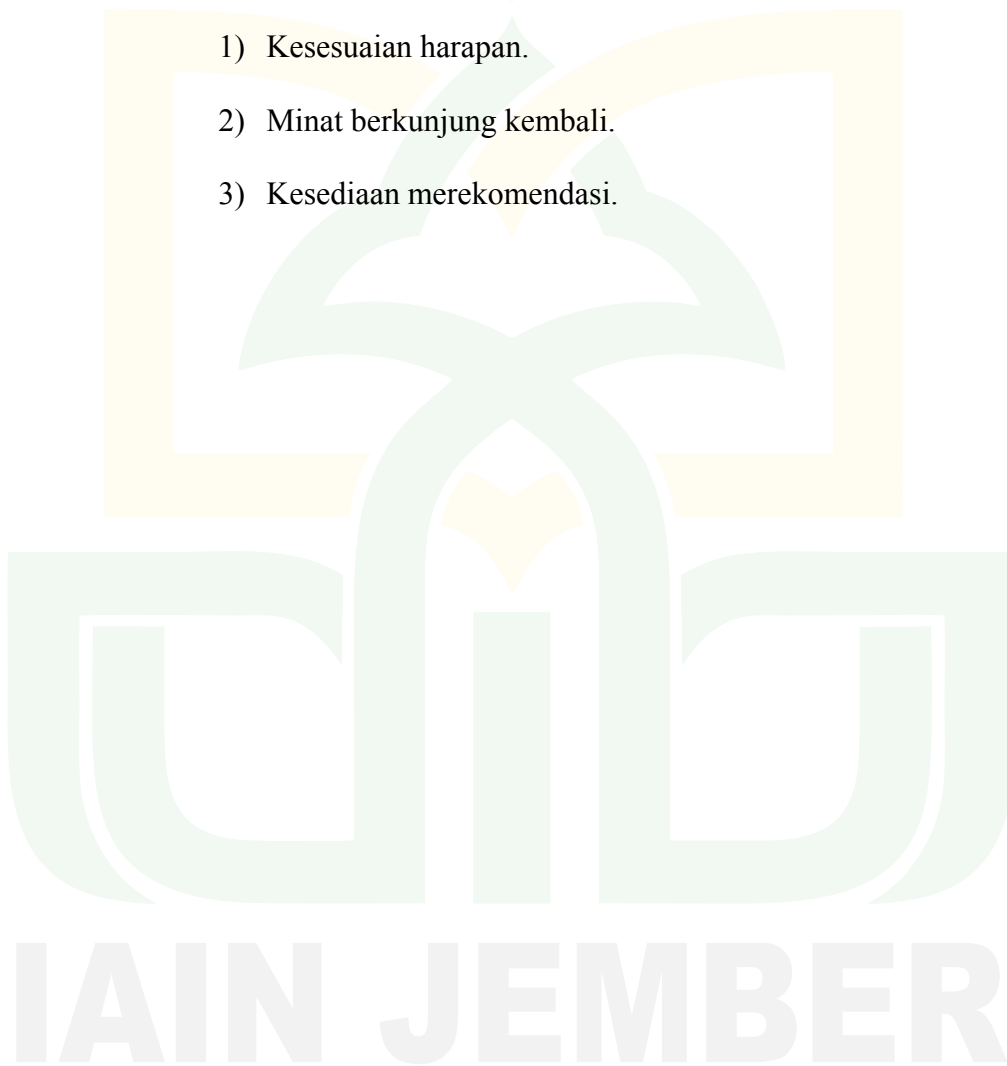 1) Kesesuaian harapan.
2) Minat berkunjung kembali.
3) Kesediaan merekomendasi.
IAIN JEMBER